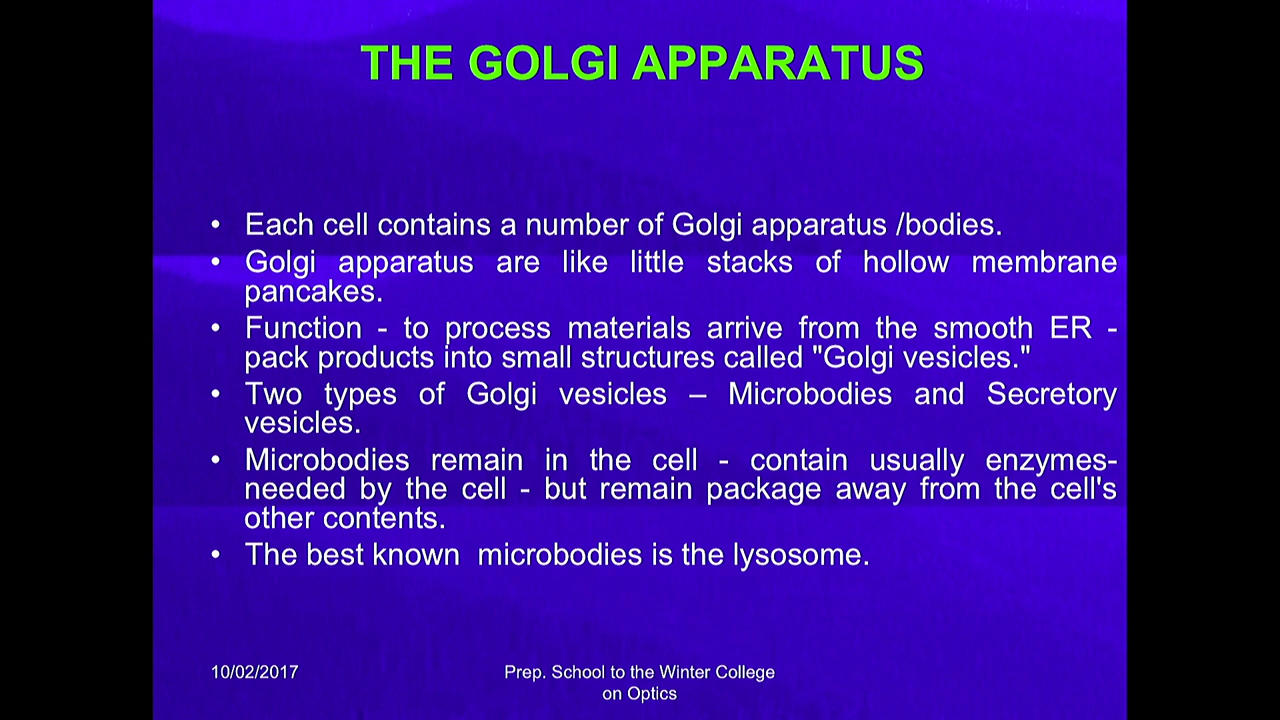 THE GOLGI APPARATUS
• Each cell contains a number of Golgi apparatus /bodies.
• Golgi apparatus are like little stacks of hollow membrane
pancakes.
• Function - to process materials arrive from the smooth ER -
pack products into small structures called "Golgi vesicles."
• Two types of Golgi vesicles – Microbodies and Secretory
vesicles.
• Microbodies remain in the cell - contain usually enzymes-
needed by the cell - but remain package away from the cell's
other contents.
• The best known  microbodies is the lysosome.
10/02/2017
Prep. School to the Winter College
on Optics